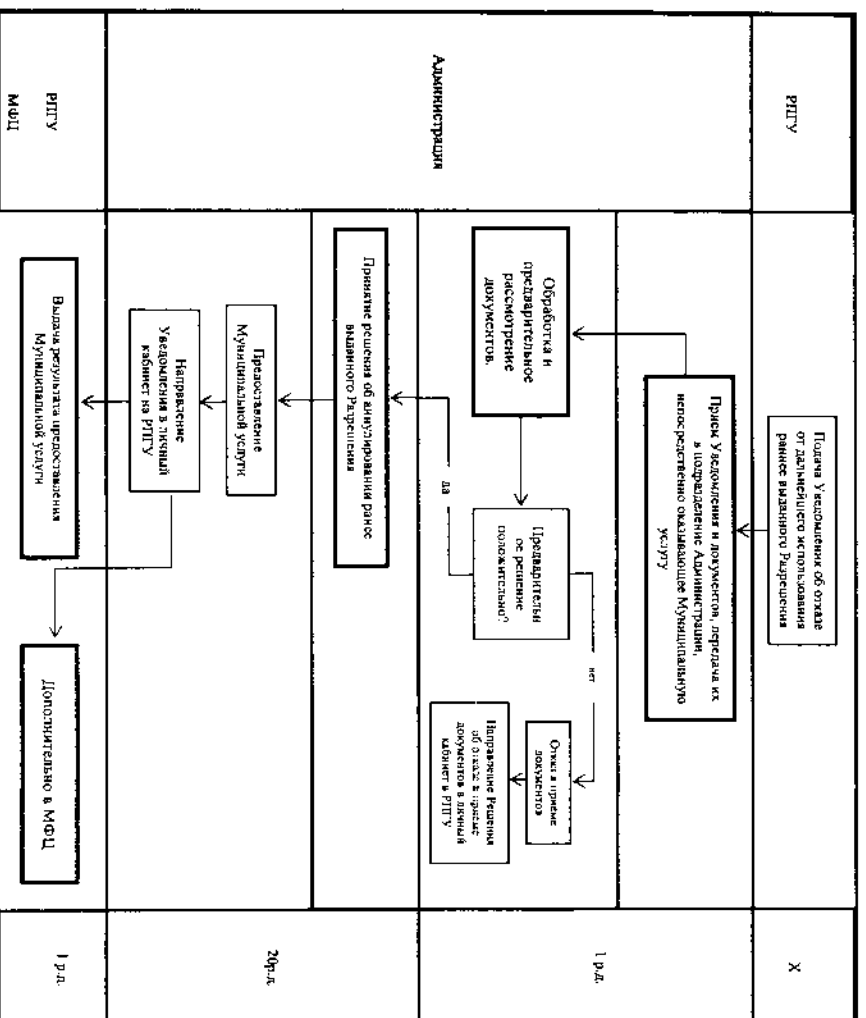 РПГУ
Подача Уведомления об отказе
от дальнейшего использования
раннее выданного Разрешения
X
Администрация
Прием Уведомления и документов, передача их
в подразделение Администрации,
непосредственно оказывающее Муниципальную
услугу
Обработка и
предварительное
рассмотрение
документов.
Предварительн
ое решение
положительно?
нет
Отказ в приеме
документов
Направление Решения
об отказе в приеме
документов в личный
кабинет в РПГУ
1 р.д.
да
Принятие решения об аннулировании ранее
выданного Разрешения
Предоставление
Муниципальной услуги
Направление
Уведомления в личный
кабинет на РПГУ
20р.д.
РПГУ
МФЦ
Выдача результата предоставления
Муниципальной услуги
Дополнительно в МФЦ
1 р.д.